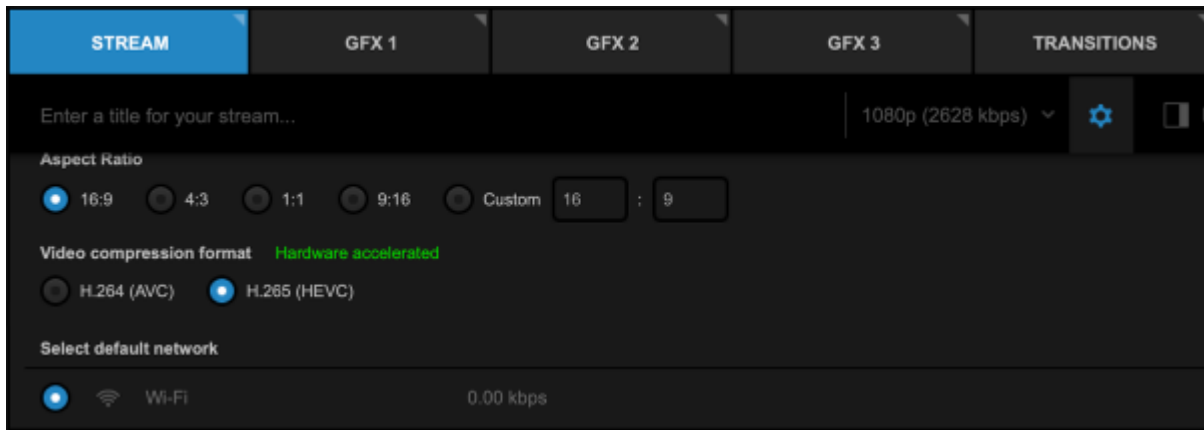 STREAM GFX 1 GFX 2 GFX 3 TRANSITIONS
Enter a title for your stream... 1080p (2628 kbps)
Aspect Ratio
16:9 4:3 1:1 9:16 Custom 16 : 9
Video compression format Hardware accelerated
H.264 (AVC) H.265 (HEVC)
Select default network
Wi-Fi 0.00 kbps